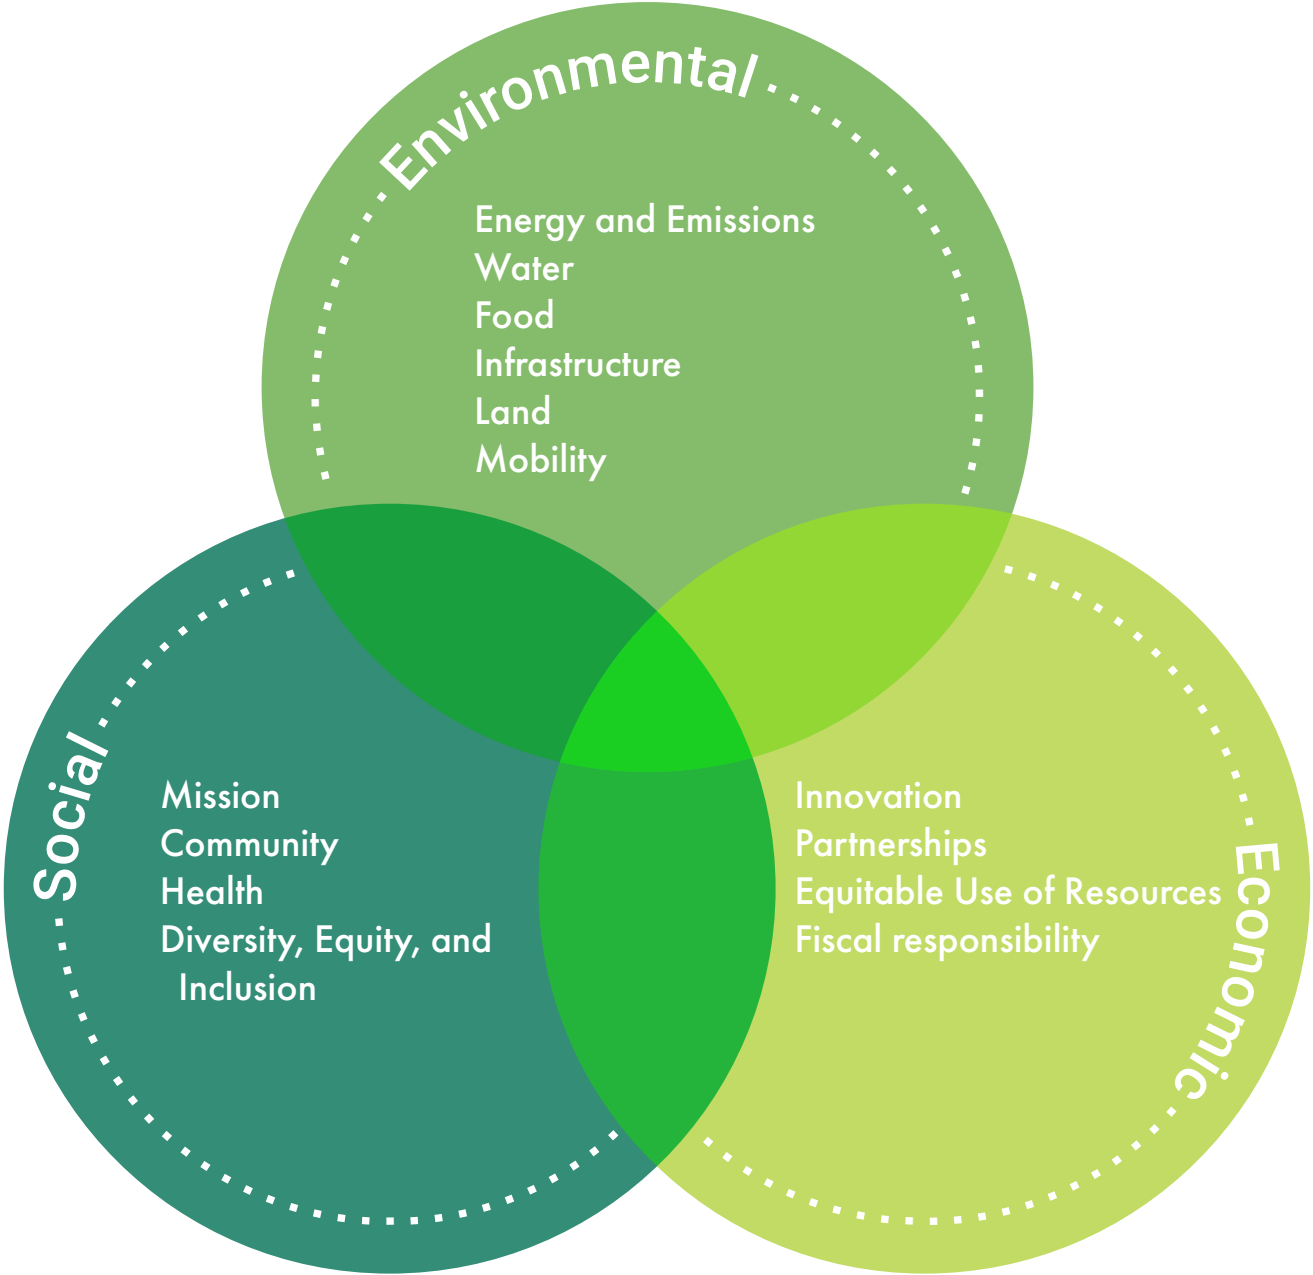 Environmental
Energy and Emissions
Water
Food
Infrastructure
Land
Mobility
Social
Mission
Community
Health
Diversity, Equity, and
Inclusion
Economic
Innovation
Partnerships
Equitable Use of Resources
Fiscal responsibility